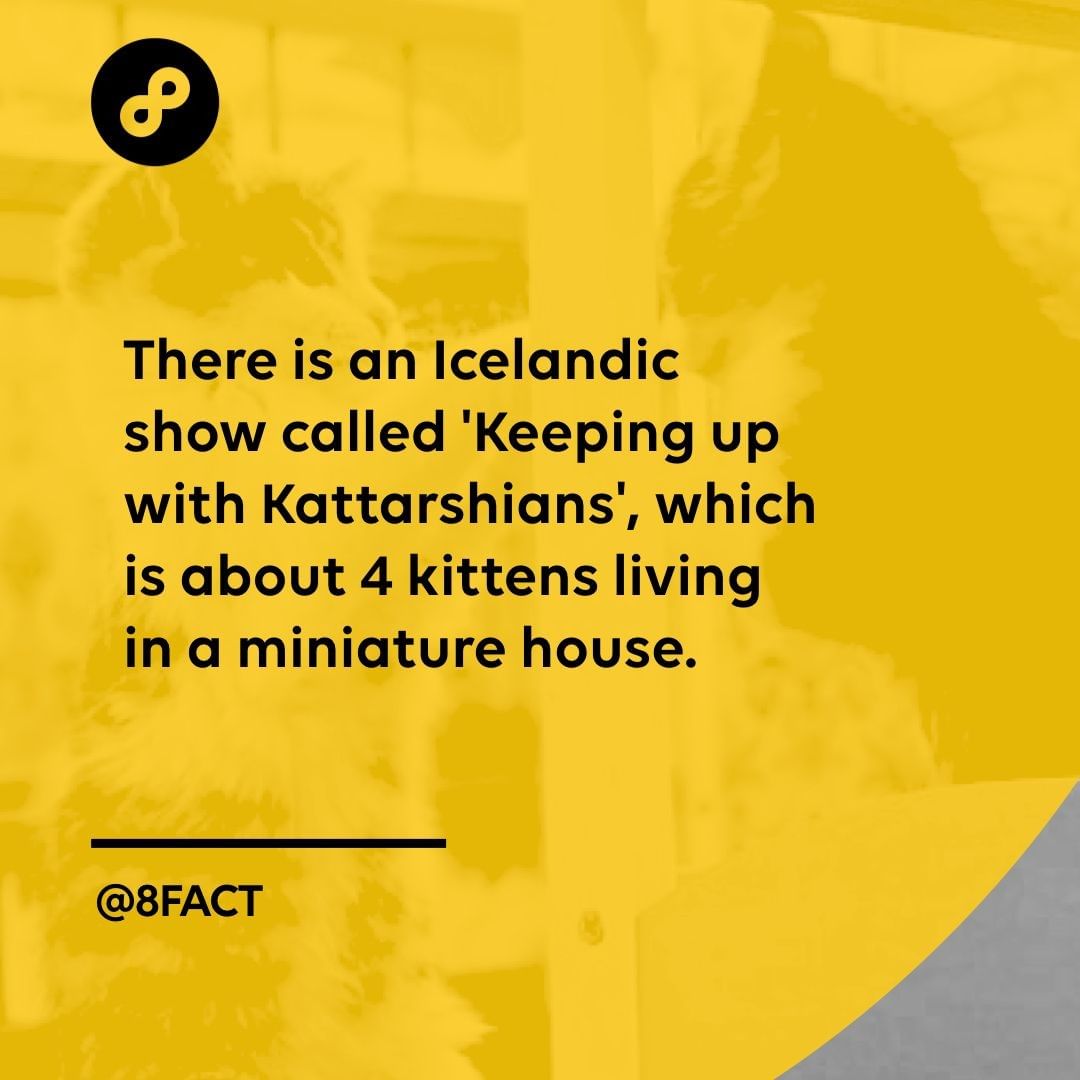 There is an Icelandic
show called 'Keeping up
with Kattarshians', which
is about 4 kittens living
in a miniature house.
@8FACT